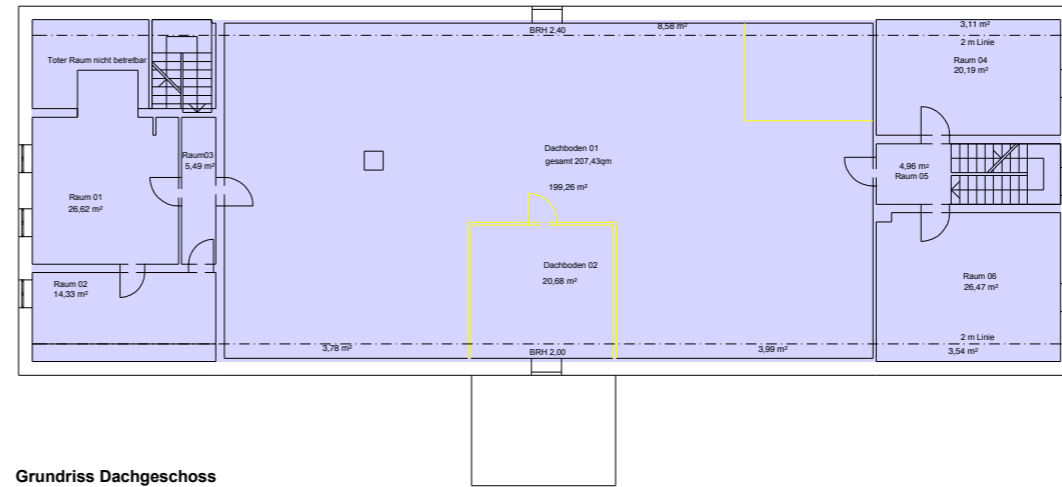 8,58 m²
3,11 m²
BRH 2,40
2 m Linie
Toter Raum nicht betretbar
Raum 04
20,19 m²
Dachboden 01
gesamt 207,43qm
Raum03
5,49 m²
4,96 m²
Raum 05
199,26 m²
Raum 01
26,62 m²
Dachboden 02
20,68 m²
Raum 06
26,47 m²
Raum 02
14,33 m²
2 m Linie
3,78 m²
BRH 2,00
3,99 m²
3,54 m²
Grundriss Dachgeschoss